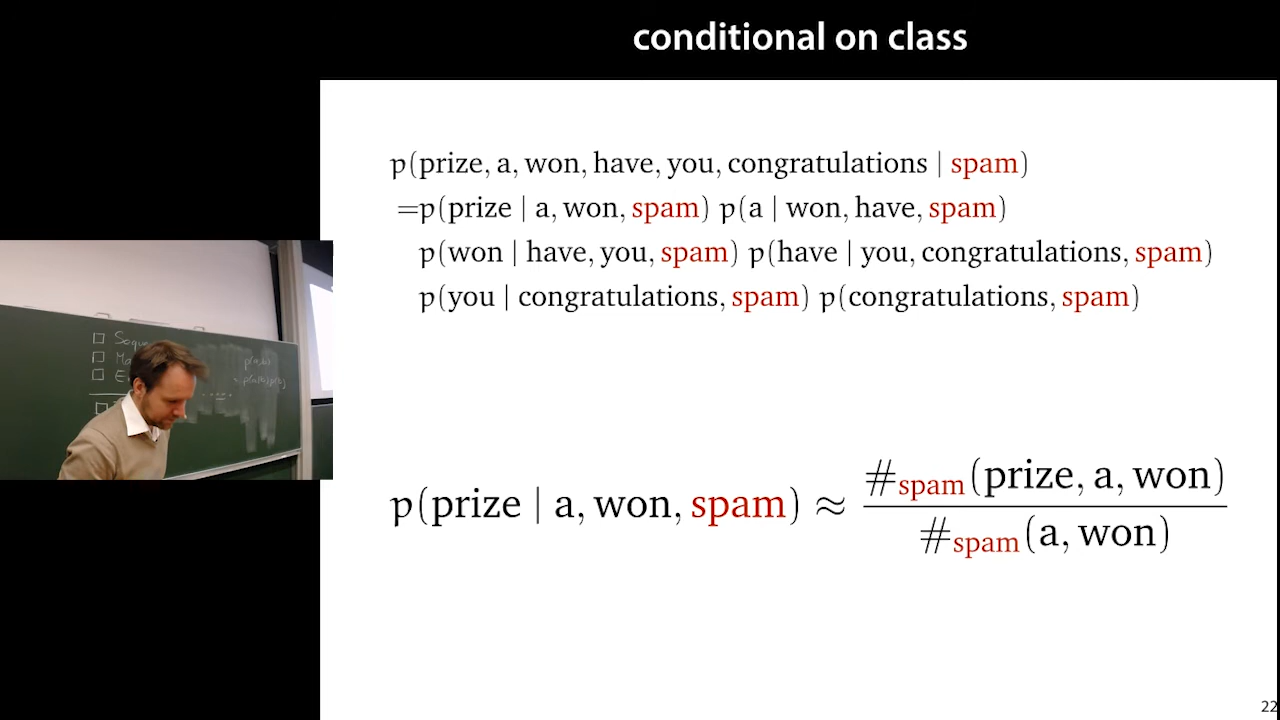 conditional on class
p(prize, a, won, have, you, congratulations | spam)
=p(prize | a, won, spam) p(a | won, have, spam)
p(won | have, you, spam) p(have | you, congratulations, spam)
p(you | congratulations, spam) p(congratulations, spam)
p(prize | a, won, spam) ≈ #spam(prize, a, won)
#spam(a, won)
22